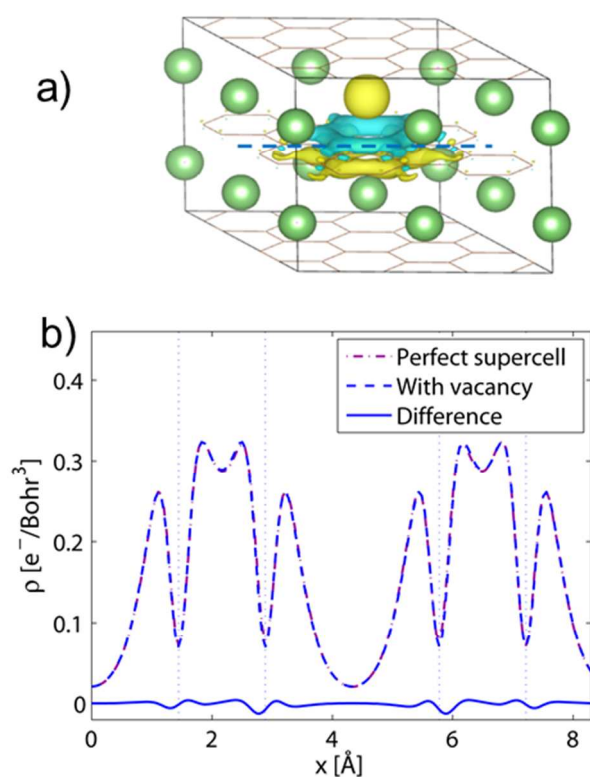 a)
b)
Perfect supercell
With vacancy
Difference
0.4
0.3
0.2
0.1
0
ρ [e⁻/Bohr³]
0 2 4 6 8
x [Å]